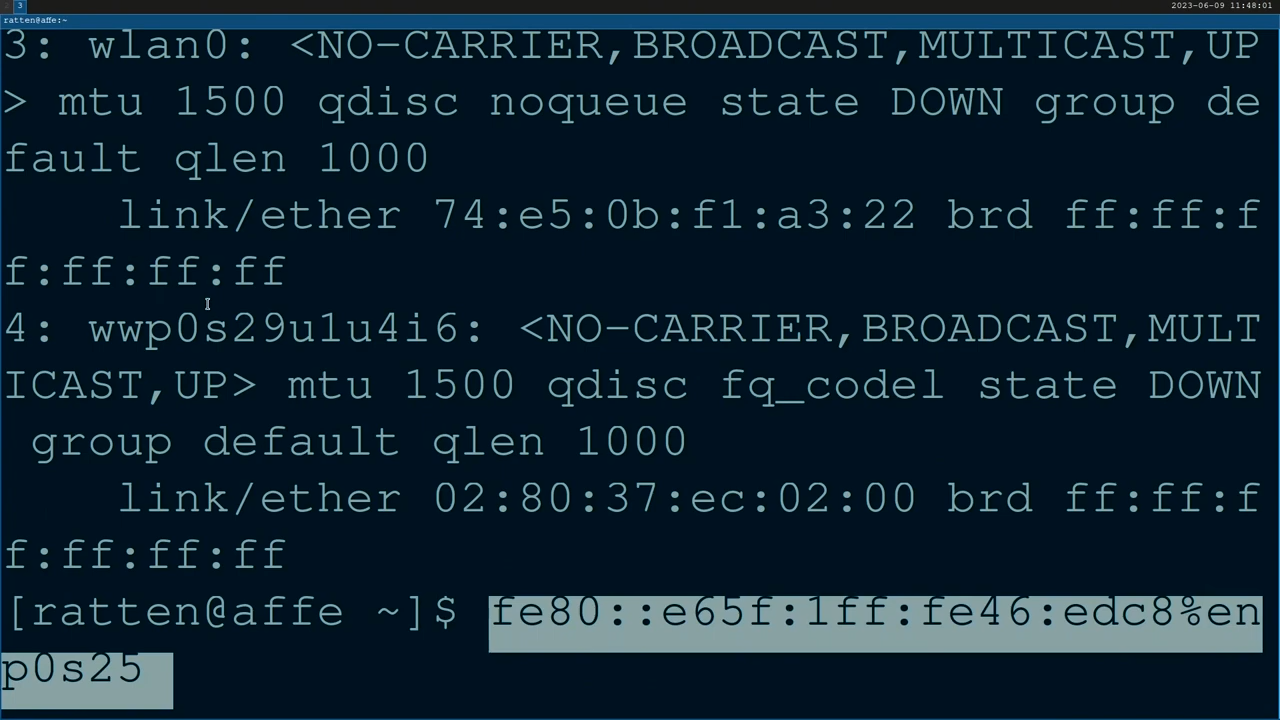 2 3 2023-06-09 11:48:01
ratten@affe:~
3: wlan0: <NO-CARRIER,BROADCAST,MULTICAST,UP
> mtu 1500 qdisc noqueue state DOWN group de
fault qlen 1000
    link/ether 74:e5:0b:f1:a3:22 brd ff:ff:f
f:ff:ff:ff
4: wwp0s29u1u4i6: <NO-CARRIER,BROADCAST,MULT
ICAST,UP> mtu 1500 qdisc fq_codel state DOWN
 group default qlen 1000
    link/ether 02:80:37:ec:02:00 brd ff:ff:f
f:ff:ff:ff
[ratten@affe ~]$ fe80::e65f:1ff:fe46:edc8%en
p0s25